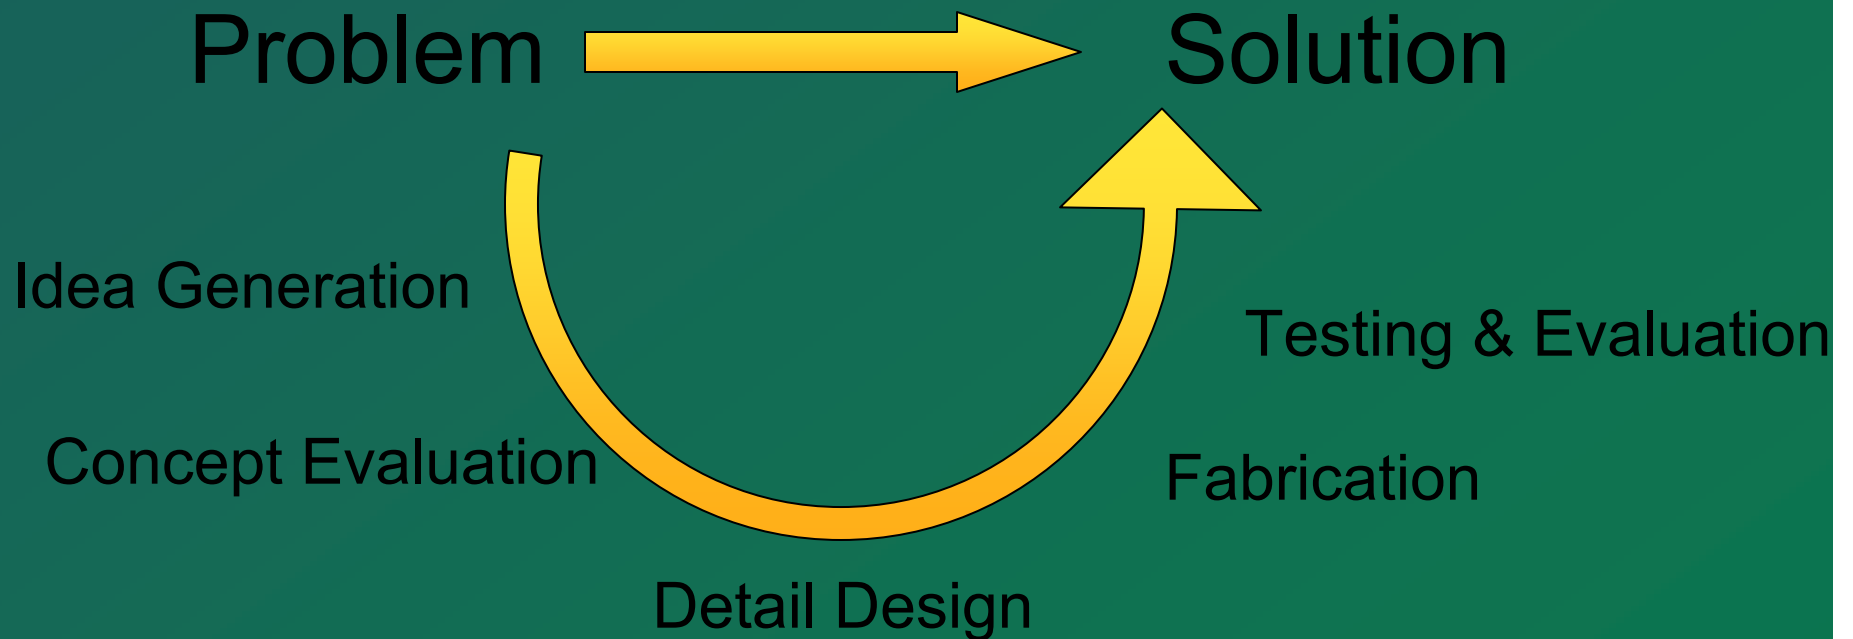 Problem Solution
Idea Generation
Testing & Evaluation
Concept Evaluation
Fabrication
Detail Design